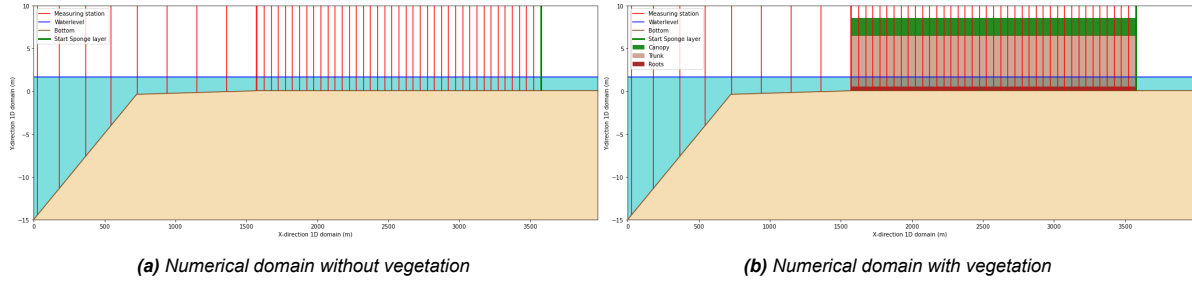 10
5
0
−5
−10
−15
Y-direction 1D domain (m)
Measuring station
Waterlevel
Bottom
Start Sponge layer
0
500
1000
1500
2000
2500
3000
3500
X-direction 1D domain (m)
(a) Numerical domain without vegetation
10
5
0
−5
−10
−15
Y-direction 1D domain (m)
Measuring station
Waterlevel
Bottom
Start Sponge layer
Canopy
Trunk
Roots
0
500
1000
1500
2000
2500
3000
3500
X-direction 1D domain (m)
(b) Numerical domain with vegetation